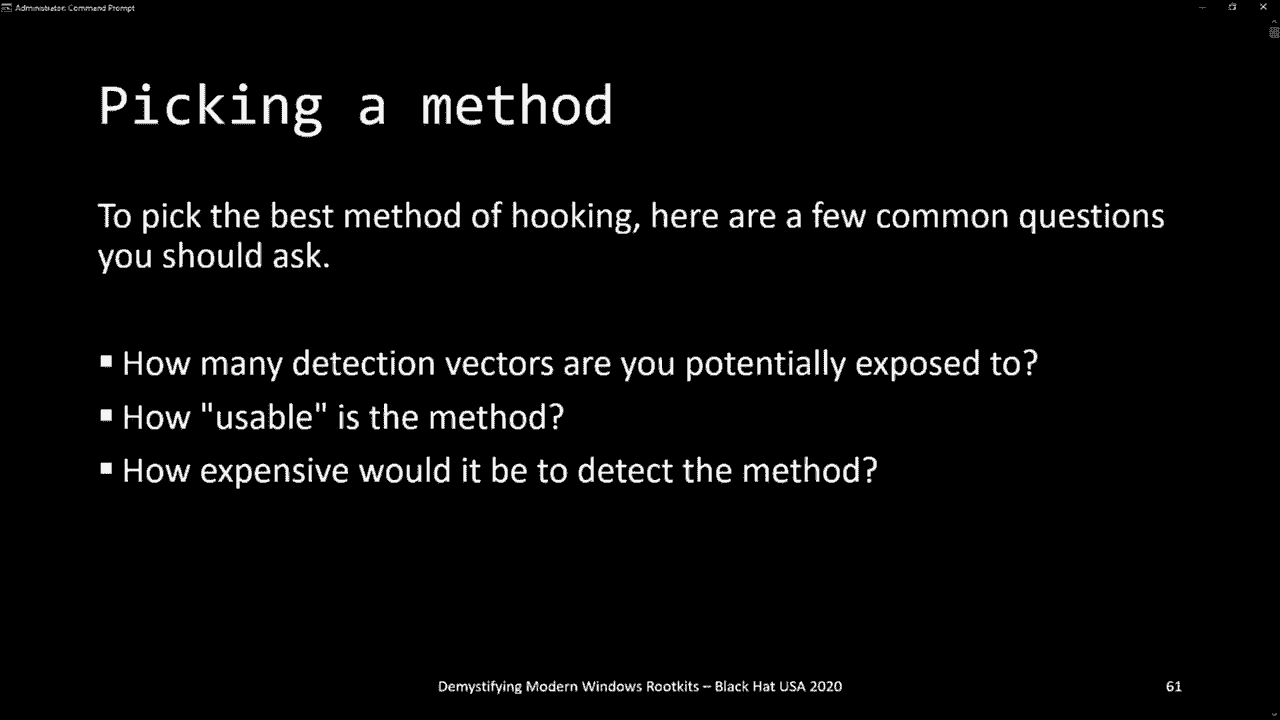 Administrator: Command Prompt
Picking a method
To pick the best method of hooking, here are a few common questions
you should ask.
▪ How many detection vectors are you potentially exposed to?
▪ How "usable" is the method?
▪ How expensive would it be to detect the method?
Demystifying Modern Windows Rootkits – Black Hat USA 2020
61